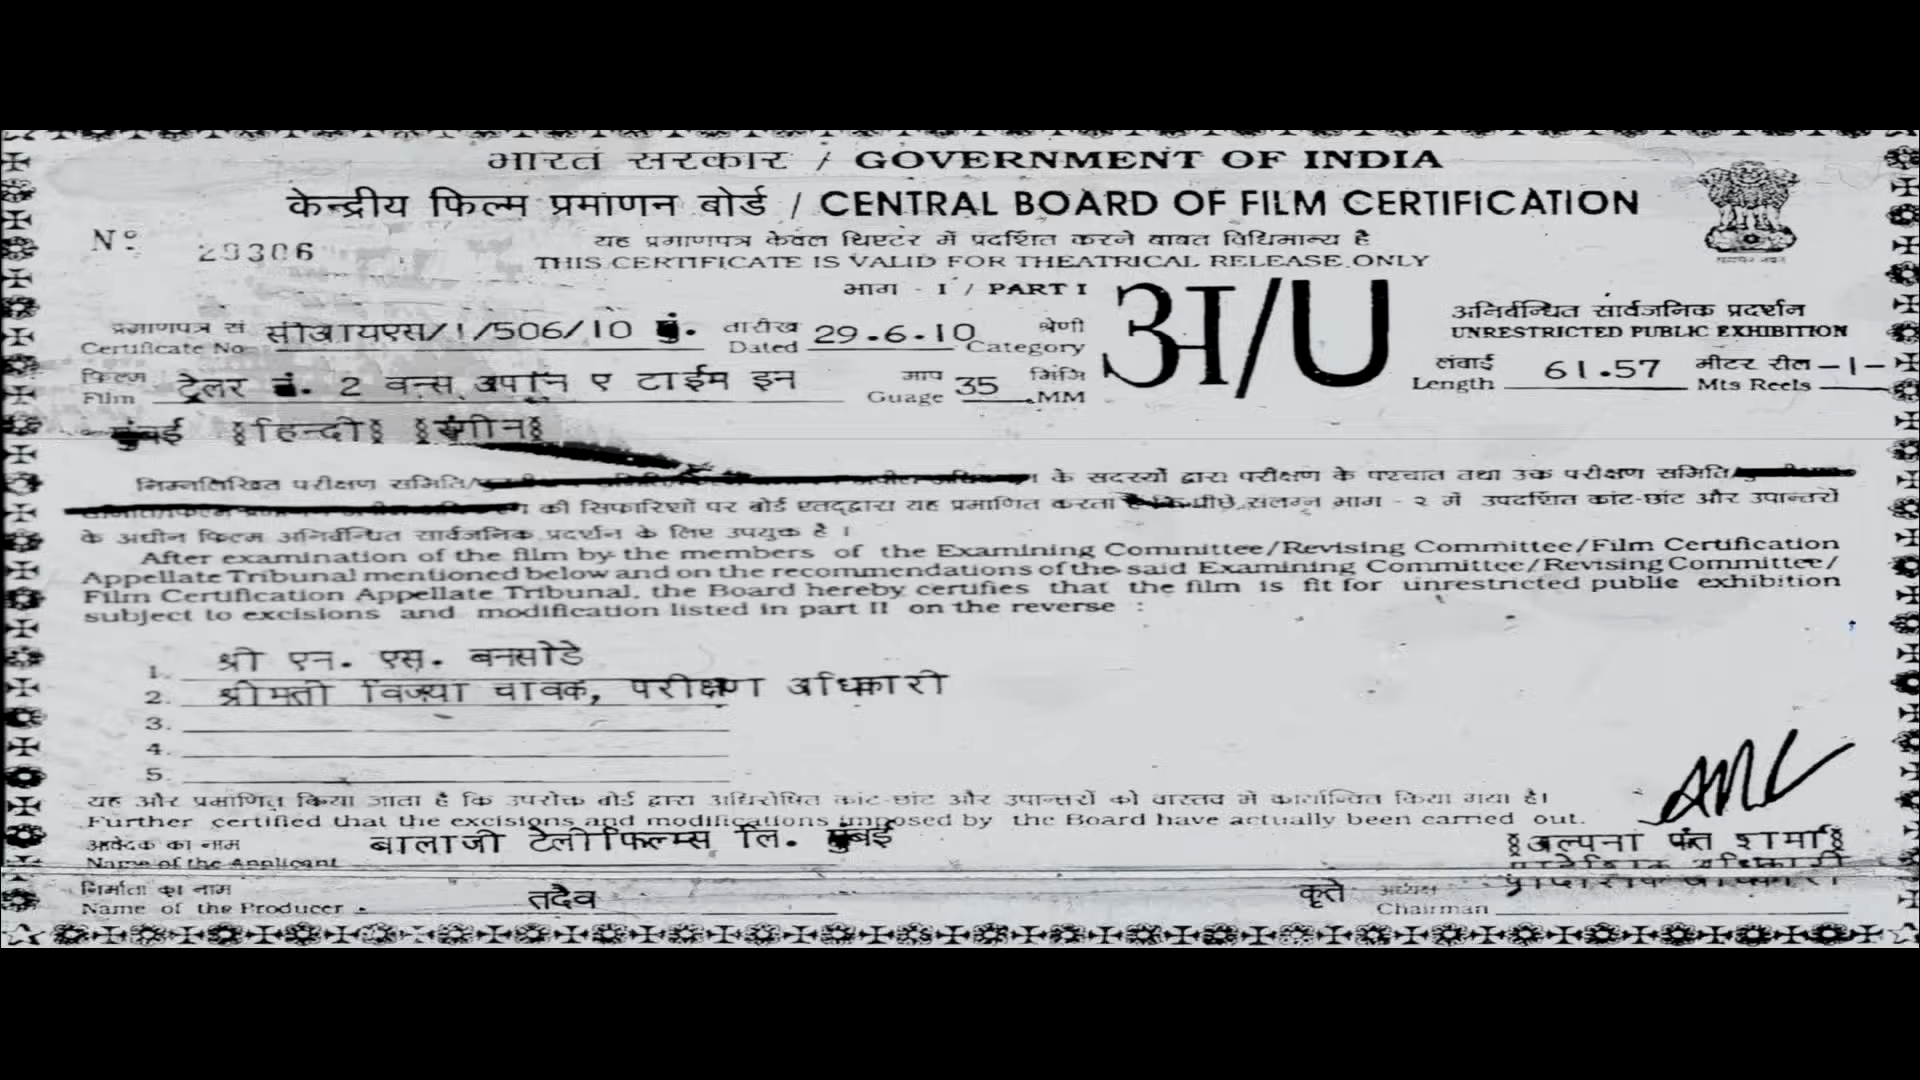 भारत सरकार / GOVERNMENT OF INDIA
केन्द्रीय फिल्म प्रमाणन बोर्ड / CENTRAL BOARD OF FILM CERTIFICATION
Nº 29306
यह प्रमाणपत्र केवल थिएटर में प्रदर्शित करने बाबत विधिमान्य है
THIS CERTIFICATE IS VALID FOR THEATRICAL RELEASE ONLY
भाग - I / PART I
अ/U
अनिर्बन्धित सार्वजनिक प्रदर्शन
UNRESTRICTED PUBLIC EXHIBITION
प्रमाणपत्र सं सीआयएस/1/506/10 मुं. तारीख 29.6.10 श्रेणी
Certificate No Dated Category
लंबाई 61.57 मीटर रील -1-
Length Mts Reels
फिल्म ट्रेलर नं. 2 वन्स अपॉन ए टाईम इन माप 35 मिमि
Film Guage MM
मुंबई हिन्दी रंगीन
निम्नलिखित परीक्षण समिति/ के सदस्यों द्वारा परीक्षण के पश्चात तथा उक्त परीक्षण समिति/
की सिफारिशों पर बोर्ड एतद्द्वारा यह प्रमाणित करता है कि पीछे संलग्न भाग - २ में उपदर्शित कांट-छांट और उपान्तरों
के अधीन फिल्म अनिर्बन्धित सार्वजनिक प्रदर्शन के लिए उपयुक्त है ।
After examination of the film by the members of the Examining Committee/Revising Committee/Film Certification
Appellate Tribunal mentioned below and on the recommendations of the said Examining Committee/Revising Committee/
Film Certification Appellate Tribunal, the Board hereby certifies that the film is fit for unrestricted public exhibition
subject to excisions and modification listed in part II on the reverse :
1. श्री एन. एस. बनसोडे
2. श्रीमती विजया चावक, परीक्षण अधिकारी
3.
4.
5.
यह और प्रमाणित किया जाता है कि उपरोक्त बोर्ड द्वारा अधिरोपित कांट-छांट और उपान्तरों को वास्तव में कार्यान्वित किया गया है।
Further certified that the excisions and modifications imposed by the Board have actually been carried out.
आवेदक का नाम बालाजी टेलीफिल्म्स लि. मुंबई
Name of the Applicant
अल्पना पंत शर्मा
निर्माता का नाम तदैव कृते अध्यक्ष
Name of the Producer Chairman